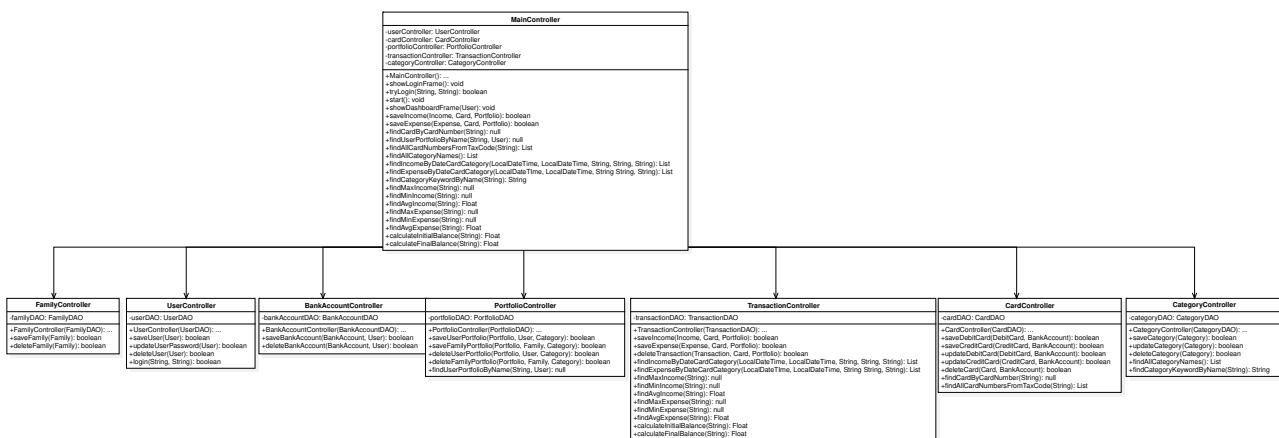 MainController
-userController: UserController
-cardController: CardController
-portfolioController: PortfolioController
-transactionController: TransactionController
-categoryController: CategoryController
+MainController(): ...
+showLoginFrame(): void
+tryLogin(String, String): boolean
+start(): void
+showDashboardFrame(User): void
+saveIncome(Income, Card, Portfolio): boolean
+saveExpense(Expense, Card, Portfolio): boolean
+findCardByCardNumber(String): null
+findUserPortfolioByName(String, User): null
+findAllCardNumbersFromTaxCode(String): List
+findAllCategoryNames(): List
+findIncomeByDateCardCategory(LocalDateTime, LocalDateTime, String, String, String): List
+findExpenseByDateCardCategory(LocalDateTIme, LocalDateTime, String String, String): List
+findCategoryKeywordByName(String): String
+findMaxIncome(String): null
+findMinIncome(String): null
+findAvgIncome(String): Float
+findMaxExpense(String): null
+findMinExpense(String): null
+findAvgExpense(String): Float
+calculateInitialBalance(String): Float
+calculateFinalBalance(String): Float
FamilyController
-familyDAO: FamilyDAO
+FamilyController(FamilyDAO): ...
+saveFamily(Family): boolean
+deleteFamily(Family): boolean
UserController
-userDAO: UserDAO
+UserController(UserDAO): ...
+saveUser(User): boolean
+updateUserPassword(User): boolean
+deleteUser(User): boolean
+login(String, String): boolean
BankAccountController
-bankAccountDAO: BankAccountDAO
+BankAccountController(BankAccountDAO): ...
+saveBankAccount(BankAccount, User): boolean
+deleteBankAccount(BankAccount, User): boolean
PortfolioController
-portfolioDAO: PortfolioDAO
+PortfolioController(PortfolioDAO): ...
+saveUserPortfolio(Portfolio, User, Category): boolean
+saveFamilyPortfolio(Portfolio, Family, Category): boolean
+deleteUserPortfolio(Portfolio, User, Category): boolean
+deleteFamilyPortfolio(Portfolio, Family, Category): boolean
+findUserPortfolioByName(String, User): null
TransactionController
-transactionDAO: TransactionDAO
+TransactionController(TransactionDAO): ...
+saveIncome(Income, Card, Portfolio): boolean
+saveExpense(Expense, Card, Portfolio): boolean
+deleteTransaction(Transaction, Card, Portfolio): boolean
+findIncomeByDateCardCategory(LocalDateTime, LocalDateTime, String, String, String): List
+findExpenseByDateCardCategory(LocalDateTIme, LocalDateTime, String String, String): List
+findMaxIncome(String): null
+findMinIncome(String): null
+findAvgIncome(String): Float
+findMaxExpense(String): null
+findMinExpense(String): null
+findAvgExpense(String): Float
+calculateInitialBalance(String): Float
+calculateFinalBalance(String): Float
CardController
-cardDAO: CardDAO
+CardController(CardDAO): ...
+saveDebitCard(DebitCard, BankAccount): boolean
+saveCreditCard(CreditCard, BankAccount): boolean
+updateDebitCard(DebitCard, BankAccount): boolean
+updateCreditCard(CreditCard, BankAccount): boolean
+deleteCard(Card, BankAccount): boolean
+findCardByCardNumber(String): null
+findAllCardNumbersFromTaxCode(String): List
CategoryController
-categoryDAO: CategoryDAO
+CategoryController(CategoryDAO): ...
+saveCategory(Category): boolean
+updateCategory(Category): boolean
+deleteCategory(Category): boolean
+findAllCategoryNames(): List
+findCategoryKeywordByName(String): String